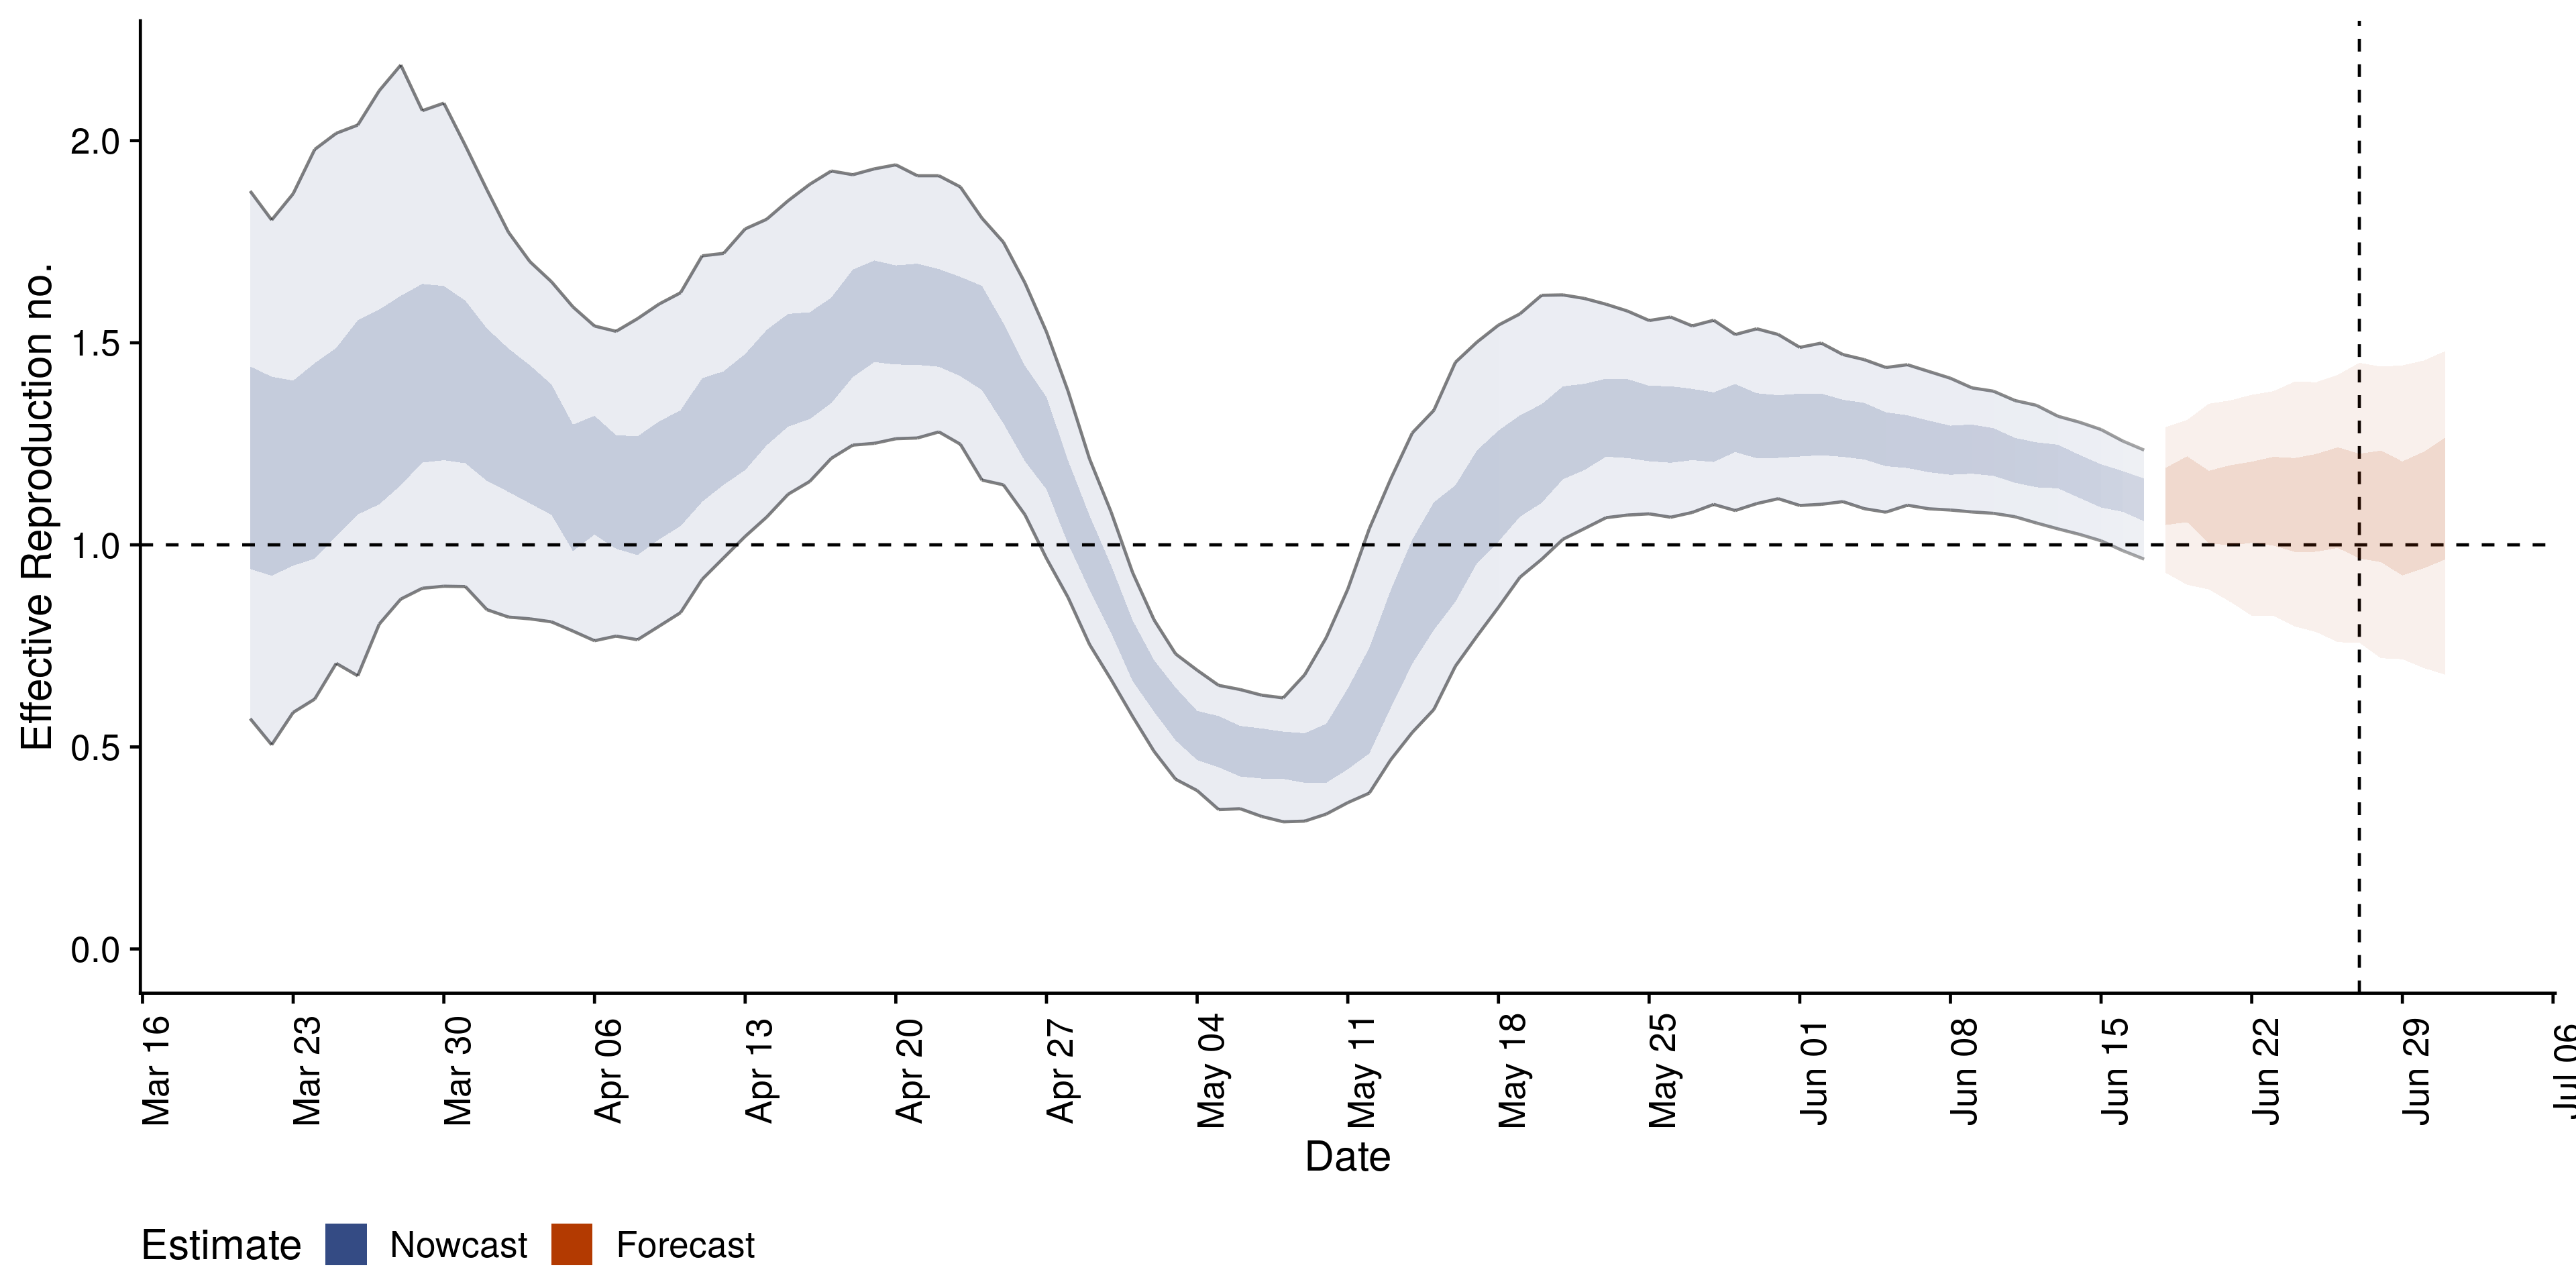 Effective Reproduction no.
2.0
1.5
1.0
0.5
0.0
Mar 16
Mar 23
Mar 30
Apr 06
Apr 13
Apr 20
Apr 27
May 04
May 11
May 18
May 25
Jun 01
Jun 08
Jun 15
Jun 22
Jun 29
Jul 06
Date
Estimate Nowcast Forecast